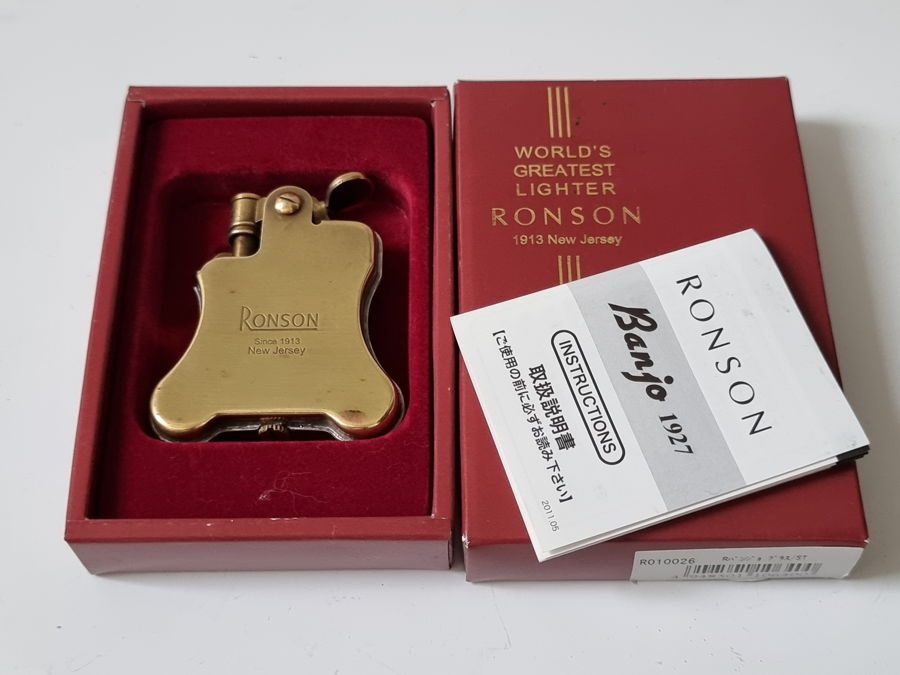 RONSON
Since 1913
New Jersey
WORLD'S
GREATEST
LIGHTER
RONSON
1913 New Jersey
RONSON
Banjo 1927
INSTRUCTIONS
取扱説明書
【ご使用の前に必ずお読み下さい】
2011.05
R010026